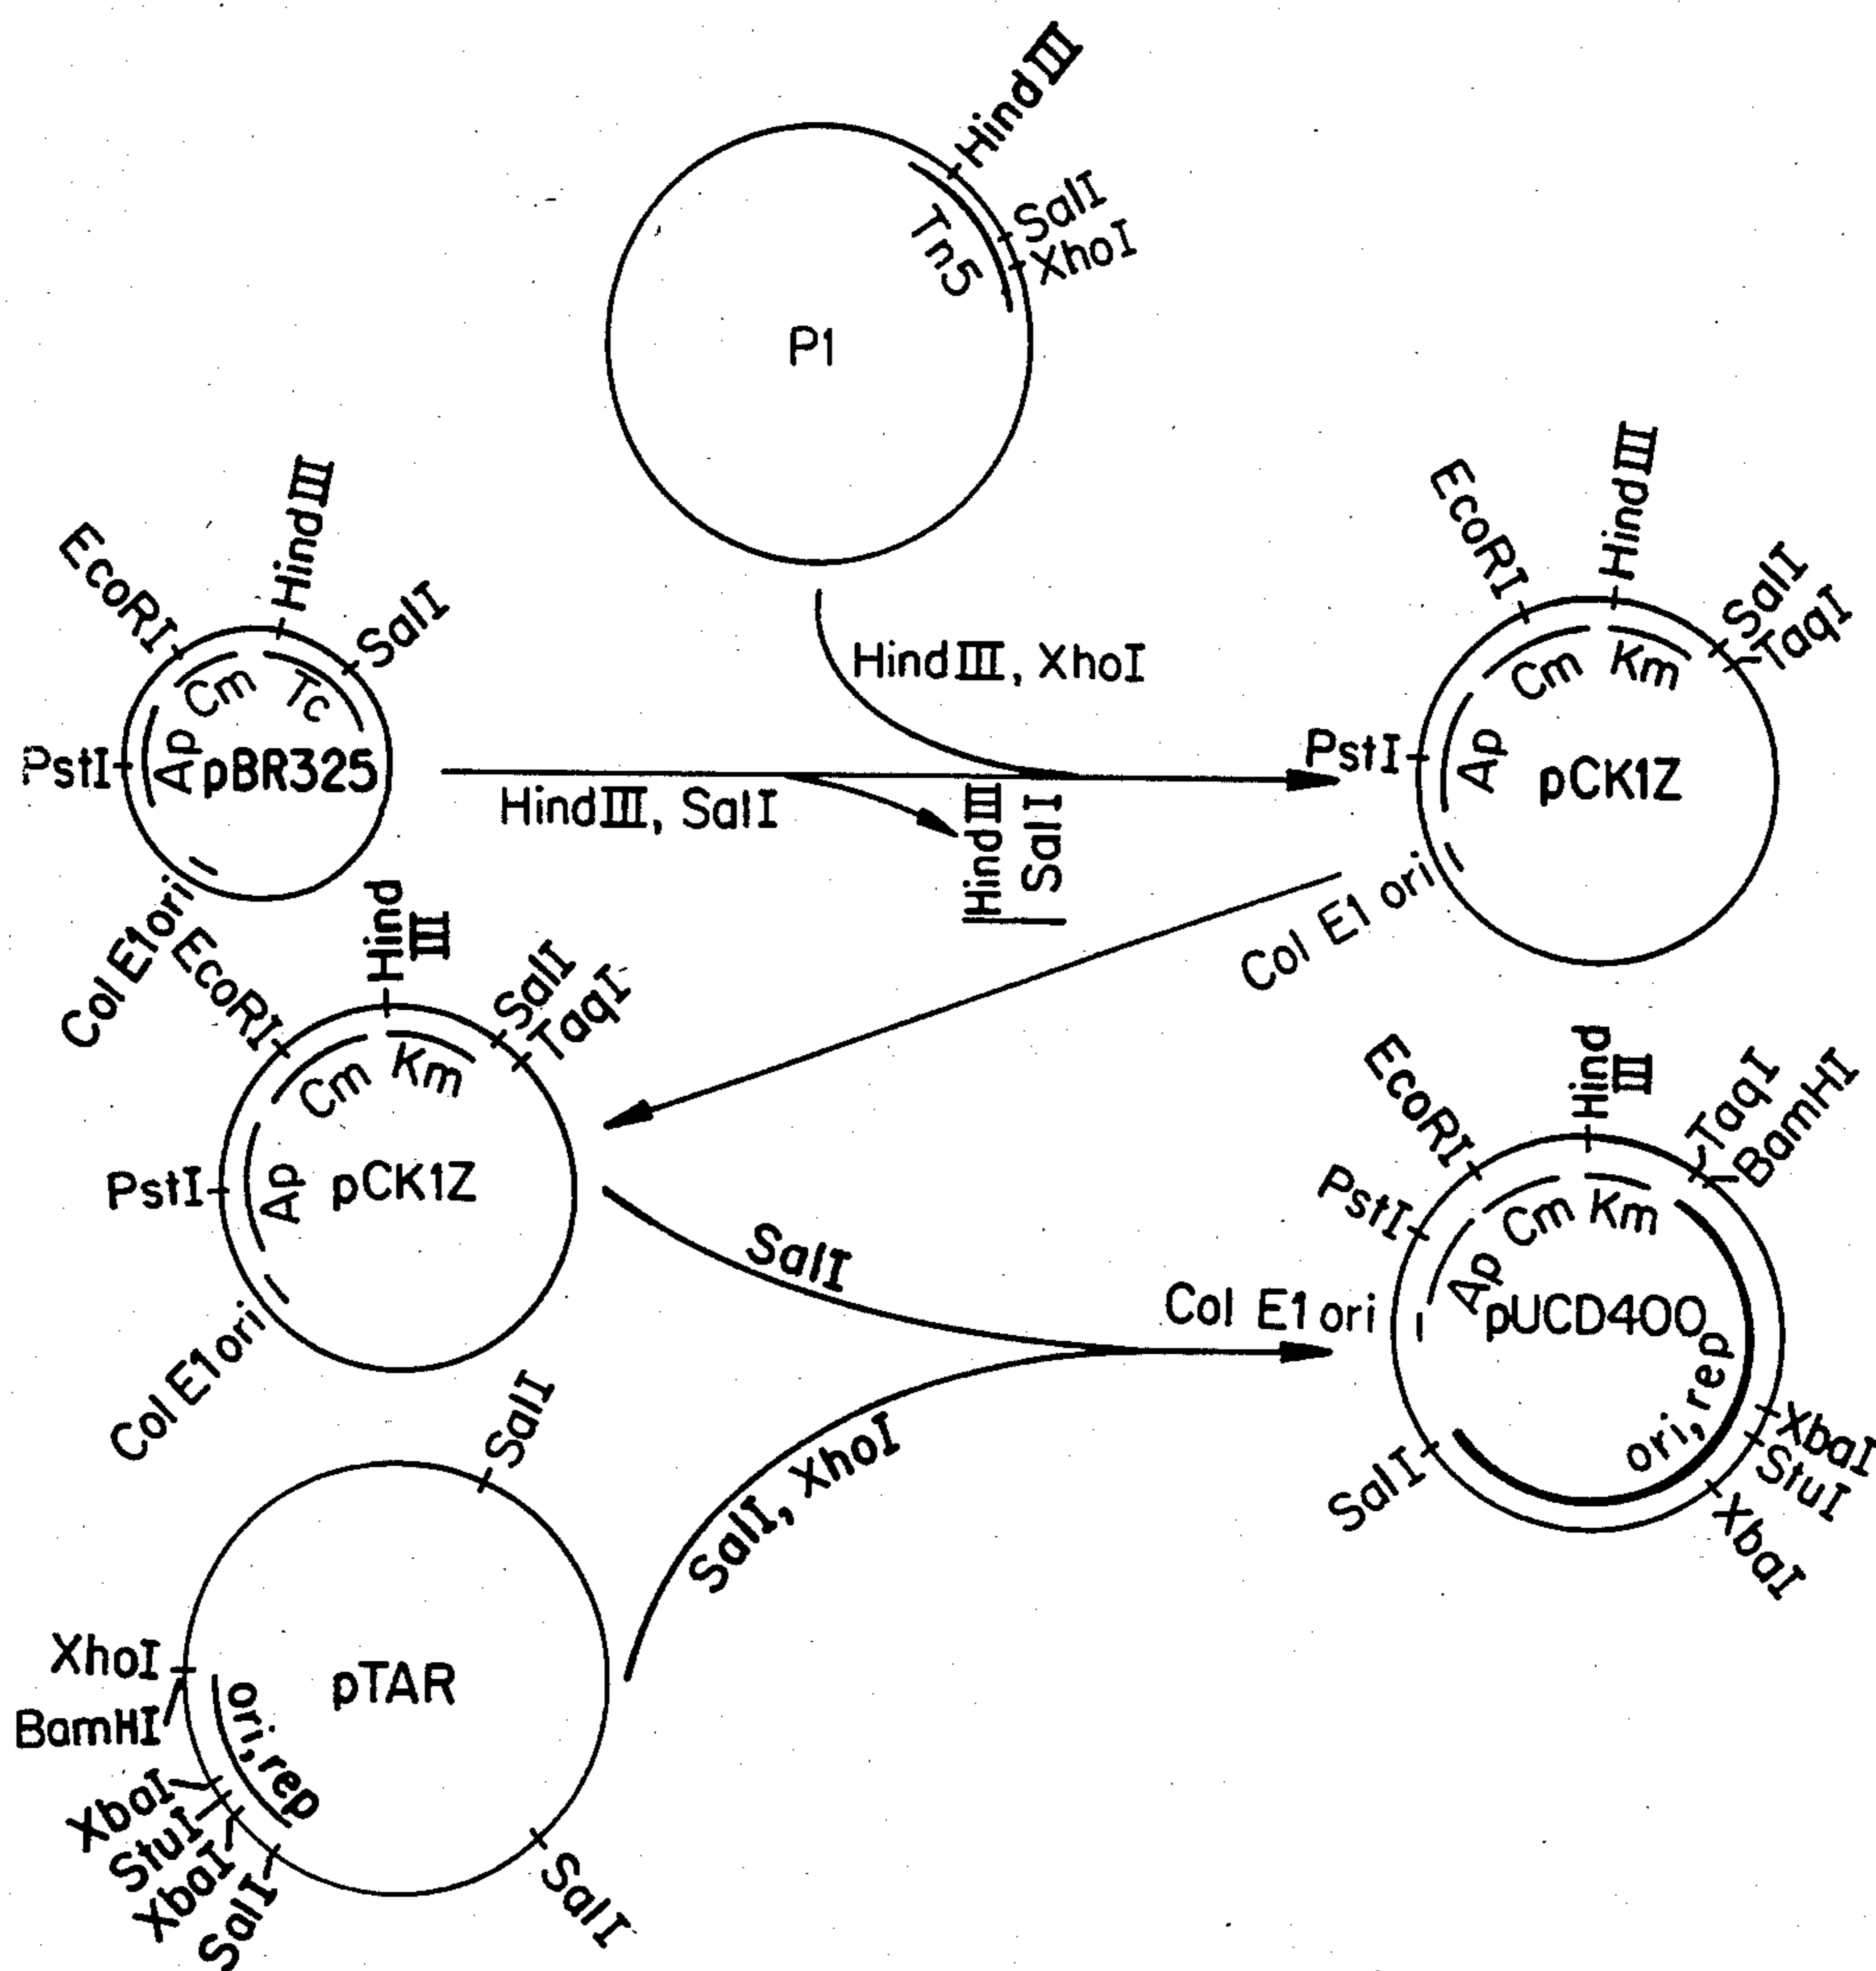 HindIII
SalI
XhoI
Tn5
P1
HindIII, XhoI
EcoRI
HindIII
SalI
Cm
Tc
Ap
PstI
pBR325
Col E1 ori
HindIII, SalI
HindIII
SalI
EcoRI
HindIII
SalI
TaqI
Cm
Km
Ap
PstI
pCK1Z
Col E1 ori
EcoRI
Hind
III
SalI
TaqI
Cm
Km
Ap
PstI
pCK1Z
Col E1 ori
SalI
SalI, XhoI
EcoRI
Hind
III
TaqI
BamHI
PstI
Cm
Km
Ap
Col E1 ori
pUCD400
ori, rep
XbaI
StuI
XbaI
SalI
SalI
XhoI
BamHI
pTAR
ori, rep
XbaI
StuI
XbaI
SalI
SalI